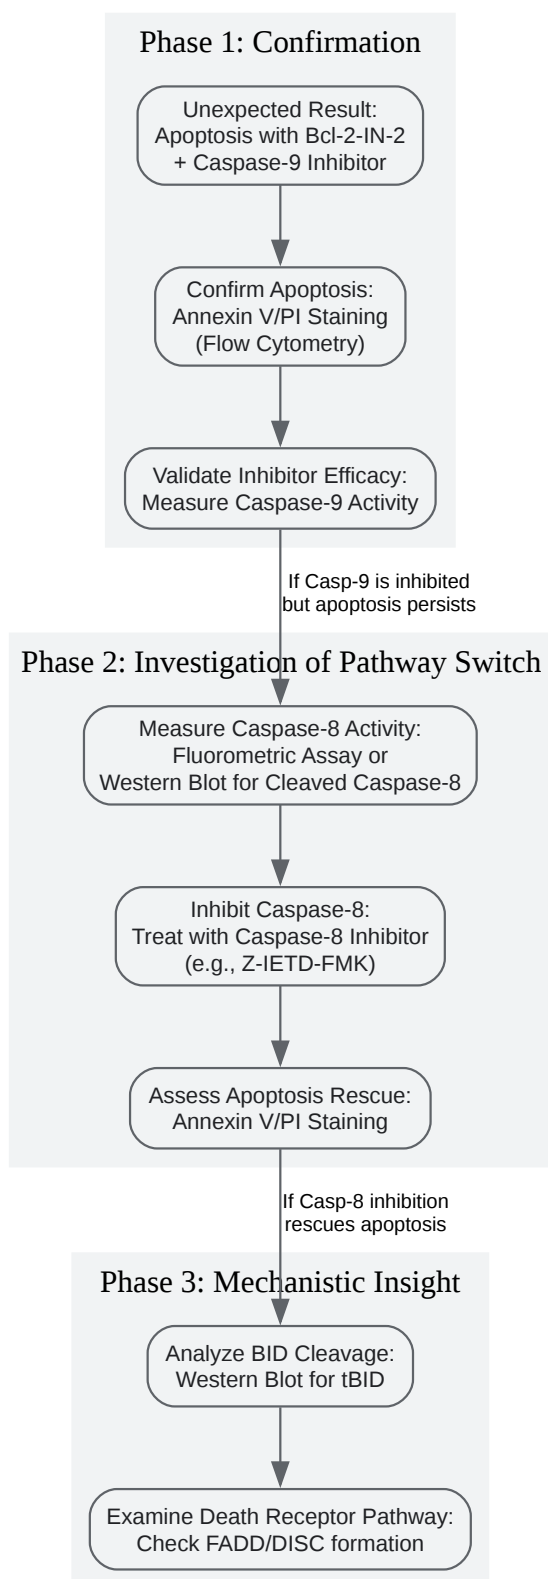 Phase 1: Confirmation
Unexpected Result:
Apoptosis with Bcl-2-IN-2
+ Caspase-9 Inhibitor
Confirm Apoptosis:
Annexin V/PI Staining
(Flow Cytometry)
Validate Inhibitor Efficacy:
Measure Caspase-9 Activity
If Casp-9 is inhibited
but apoptosis persists
Phase 2: Investigation of Pathway Switch
Measure Caspase-8 Activity:
Fluorometric Assay or
Western Blot for Cleaved Caspase-8
Inhibit Caspase-8:
Treat with Caspase-8 Inhibitor
(e.g., Z-IETD-FMK)
Assess Apoptosis Rescue:
Annexin V/PI Staining
If Casp-8 inhibition
rescues apoptosis
Phase 3: Mechanistic Insight
Analyze BID Cleavage:
Western Blot for tBID
Examine Death Receptor Pathway:
Check FADD/DISC formation